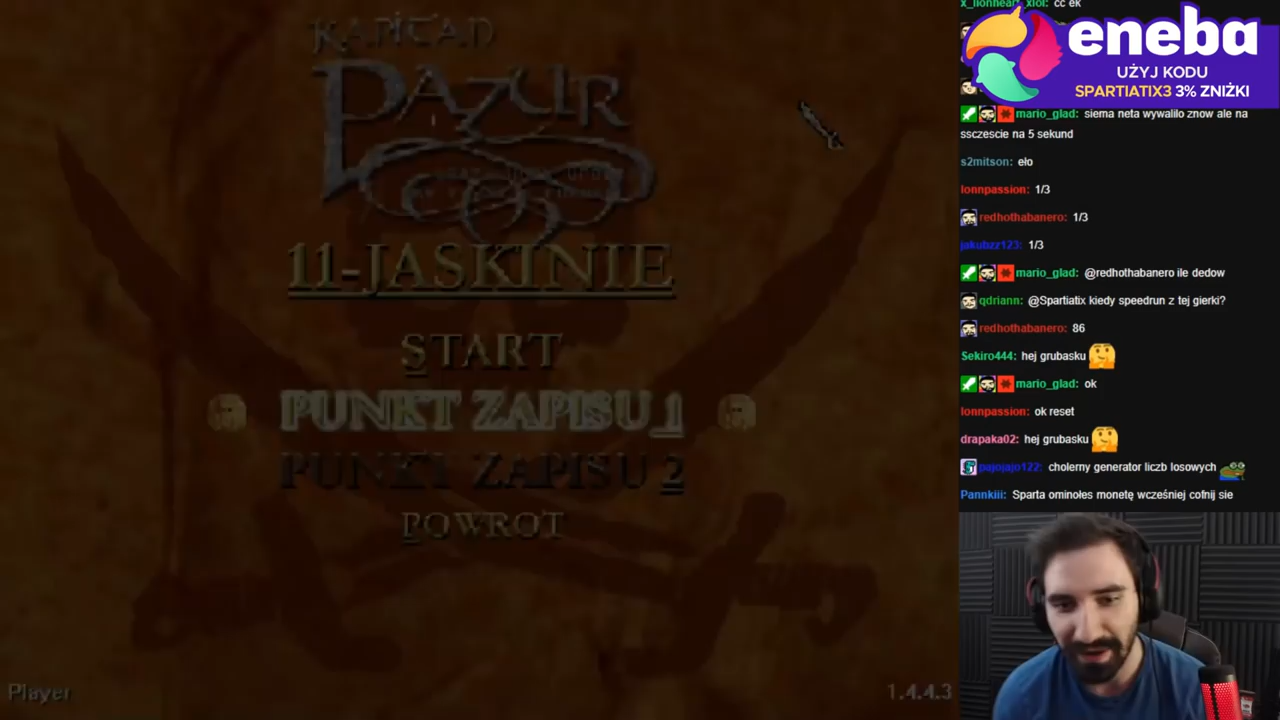 KAPITAN
PAZUR
11-JASKINIE
START
PUNKT ZAPISU 1
PUNKT ZAPISU 2
POWROT
Player
1.4.4.3
x_lionheart_xlol: cc ek
eneba
UŻYJ KODU
SPARTIATIX3 3% ZNIŻKI
mario_glad: siema neta wywalilo znow ale na
ssczescie na 5 sekund
s2mitson: eło
lonnpassion: 1/3
redhothabanero: 1/3
jakubzz123: 1/3
mario_glad: @redhothabanero ile dedow
qdriann: @Spartiatix kiedy speedrun z tej gierki?
redhothabanero: 86
Sekiro444: hej grubasku
mario_glad: ok
lonnpassion: ok reset
drapaka02: hej grubasku
pajojajo122: cholerny generator liczb losowych
Pannkiii: Sparta ominołes monetę wcześniej cofnij sie